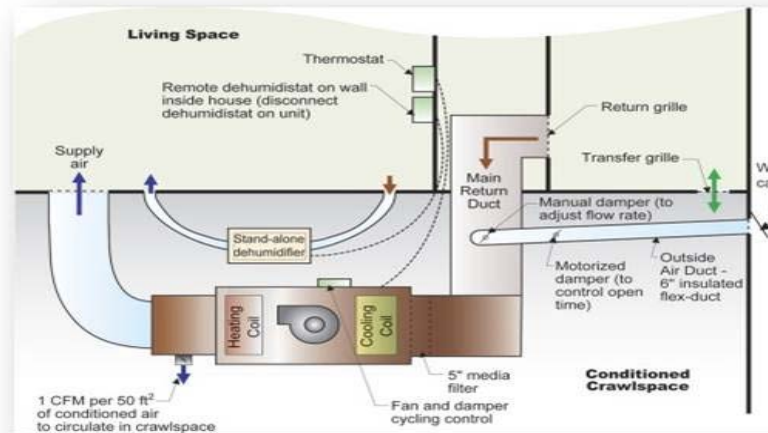 Living Space
Thermostat
Remote dehumidistat on wall
inside house (disconnect
dehumidistat on unit)
Return grille
Supply
air
Transfer grille
Main
Return
Duct
Manual damper (to
adjust flow rate)
Stand-alone
dehumidifier
Motorized
damper (to
control open
time)
Outside
Air Duct -
6" insulated
flex-duct
Heating
Coil
Cooling
Coil
5" media
filter
Conditioned
Crawlspace
Fan and damper
cycling control
1 CFM per 50 ft²
of conditioned air
to circulate in crawlspace